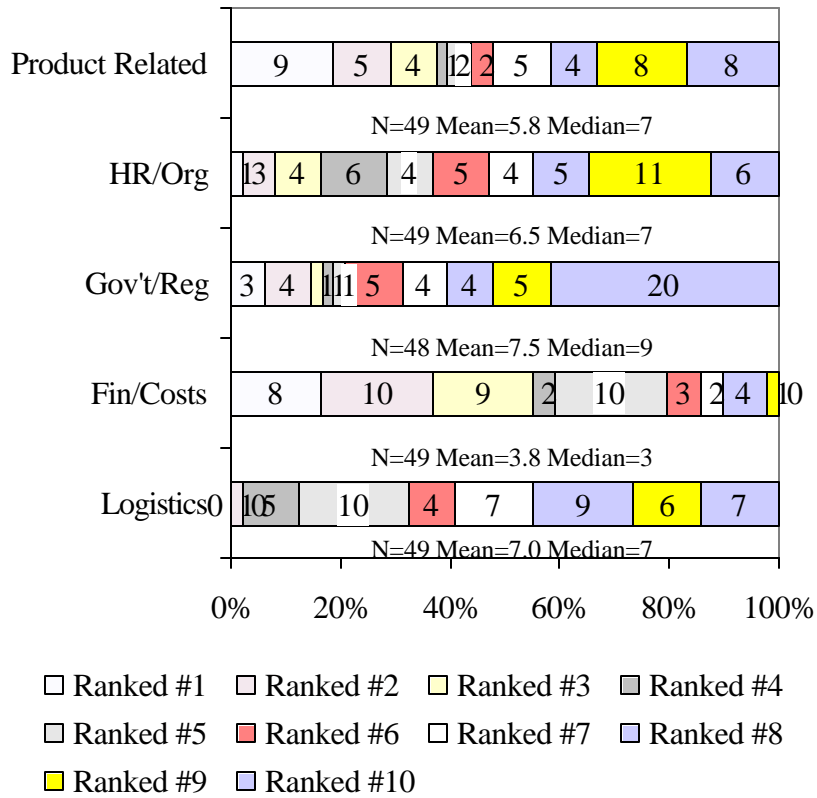 Product Related 9 5 4 1 2 2 5 4 8 8
N=49 Mean=5.8 Median=7
HR/Org 1 3 4 6 4 5 4 5 11 6
N=49 Mean=6.5 Median=7
Gov't/Reg 3 4 1 1 1 5 4 4 5 20
N=48 Mean=7.5 Median=9
Fin/Costs 8 10 9 2 10 3 2 4 1 0
N=49 Mean=3.8 Median=3
Logistics 0 1 0 5 10 4 7 9 6 7
N=49 Mean=7.0 Median=7
0% 20% 40% 60% 80% 100%
Ranked #1 Ranked #2 Ranked #3 Ranked #4
Ranked #5 Ranked #6 Ranked #7 Ranked #8
Ranked #9 Ranked #10